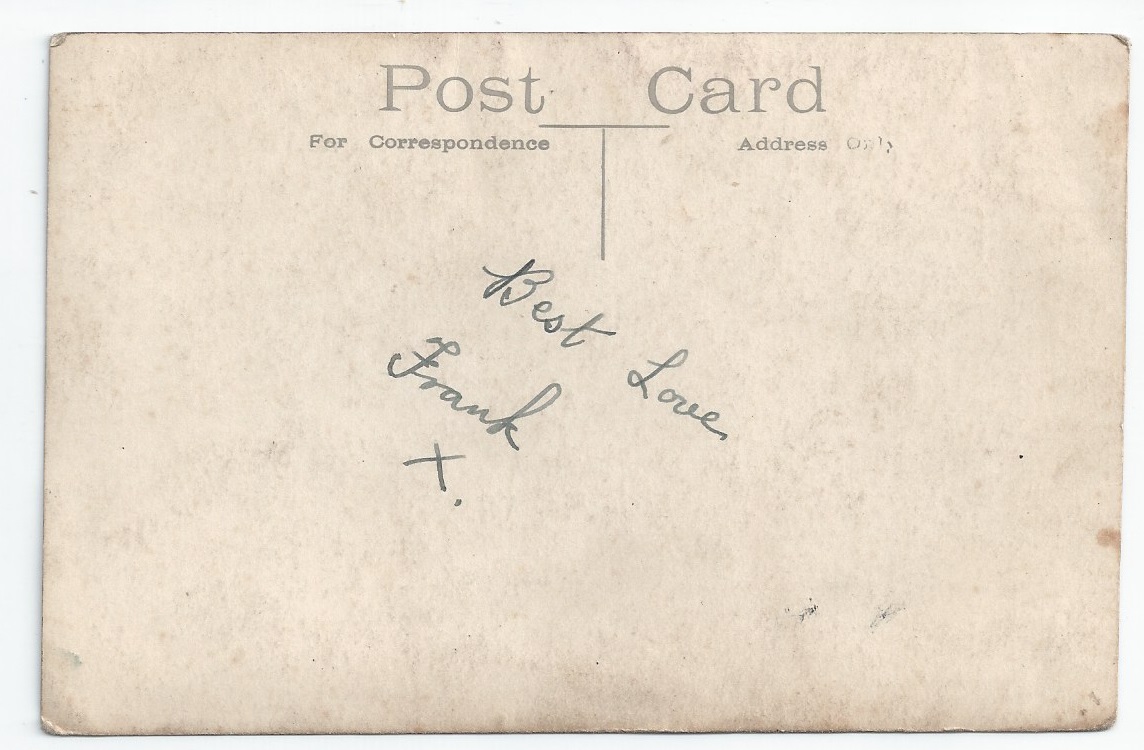 Post Card
For Correspondence
Address Only
Best Love
Frank
X.